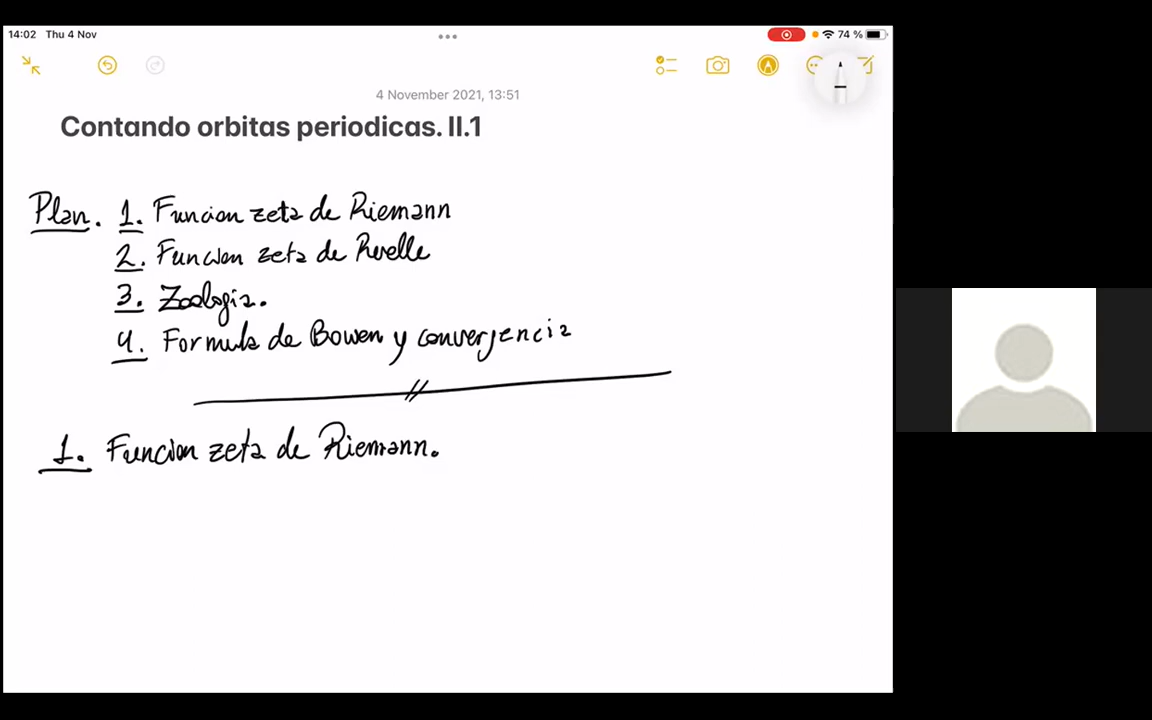 14:02 Thu 4 Nov 74 %
4 November 2021, 13:51
Contando orbitas periodicas. II.1
Plan. 1. Funcion zeta de Riemann
2. Funcion zeta de Ruelle
3. Zoologia.
4. Formula de Bowen y convergencia
1. Funcion zeta de Riemann.